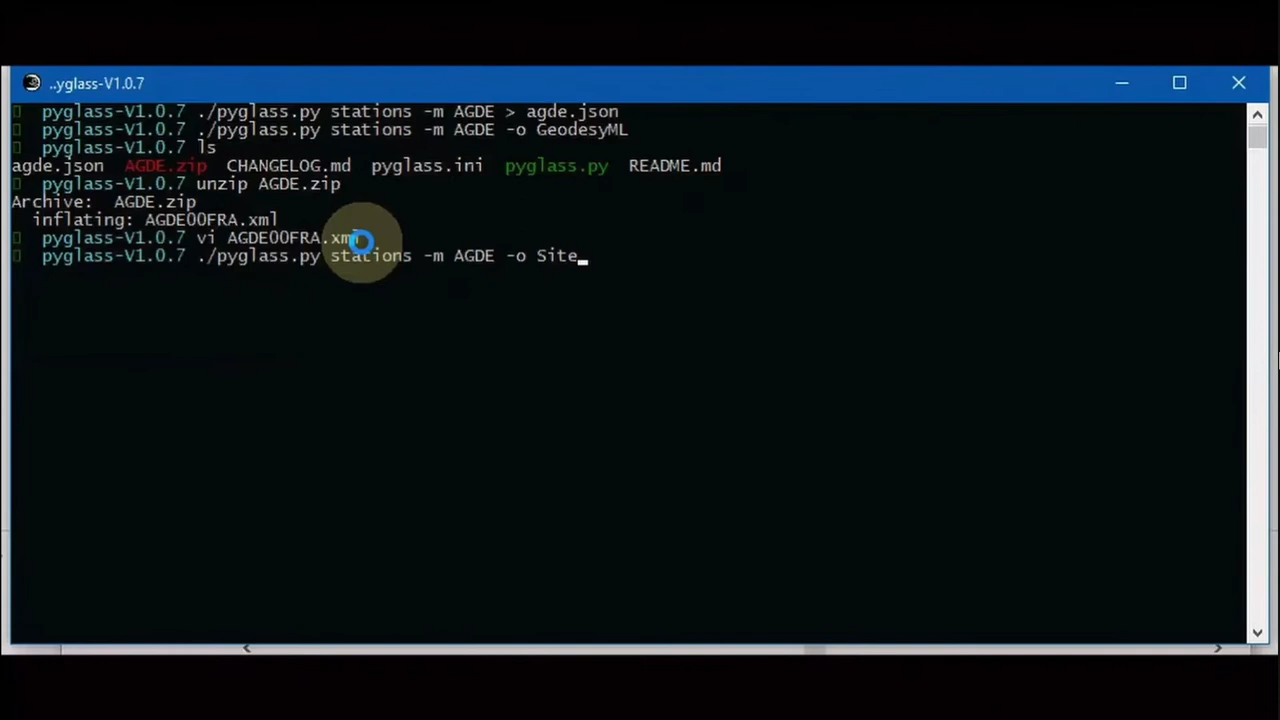 ..yglass-V1.0.7
pyglass-V1.0.7 ./pyglass.py stations -m AGDE > agde.json
pyglass-V1.0.7 ./pyglass.py stations -m AGDE -o GeodesyML
pyglass-V1.0.7 ls
agde.json AGDE.zip CHANGELOG.md pyglass.ini pyglass.py README.md
pyglass-V1.0.7 unzip AGDE.zip
Archive: AGDE.zip
inflating: AGDE00FRA.xml
pyglass-V1.0.7 vi AGDE00FRA.xml
pyglass-V1.0.7 ./pyglass.py stations -m AGDE -o Site_